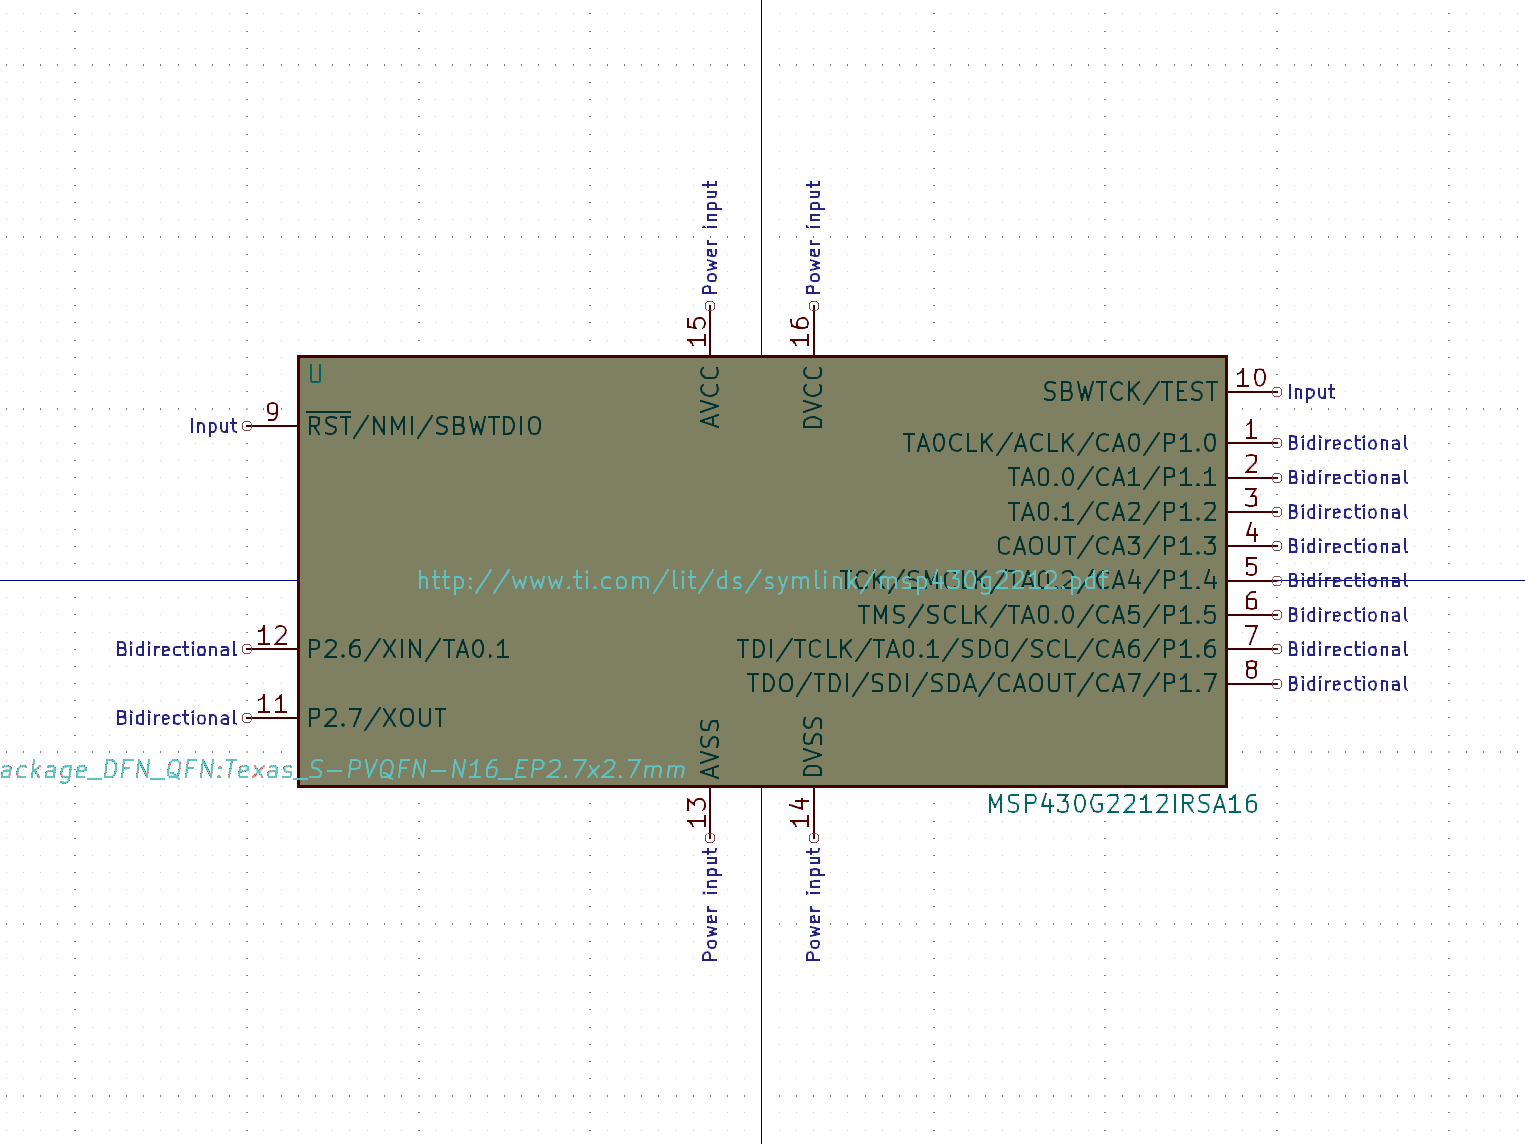 Power input
Power input
15
16
U
AVCC
DVCC
10
SBWTCK/TEST
Input
Input
9
RST/NMI/SBWTDIO
1
TA0CLK/ACLK/CA0/P1.0
Bidirectional
2
TA0.0/CA1/P1.1
Bidirectional
3
TA0.1/CA2/P1.2
Bidirectional
4
CAOUT/CA3/P1.3
Bidirectional
5
http://www.ti.com/lit/ds/symlink/msp430g2212.pdf
TCK/SMCLK/TA0.2/CA4/P1.4
Bidirectional
6
TMS/SCLK/TA0.0/CA5/P1.5
Bidirectional
12
Bidirectional
P2.6/XIN/TA0.1
7
TDI/TCLK/TA0.1/SDO/SCL/CA6/P1.6
Bidirectional
8
TDO/TDI/SDI/SDA/CAOUT/CA7/P1.7
Bidirectional
11
Bidirectional
P2.7/XOUT
AVSS
DVSS
ackage_DFN_QFN:Texas_S-PVQFN-N16_EP2.7x2.7mm
13
14
MSP430G2212IRSA16
Power input
Power input